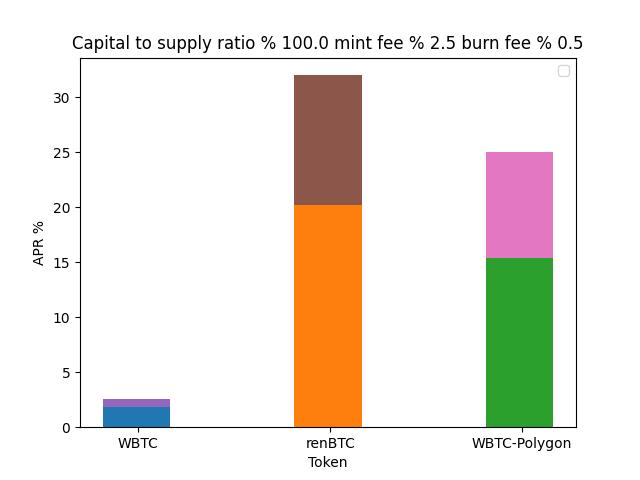 Capital to supply ratio % 100.0 mint fee % 2.5 burn fee % 0.5
30
25
20
15
10
5
0
APR %
WBTC
renBTC
WBTC-Polygon
Token